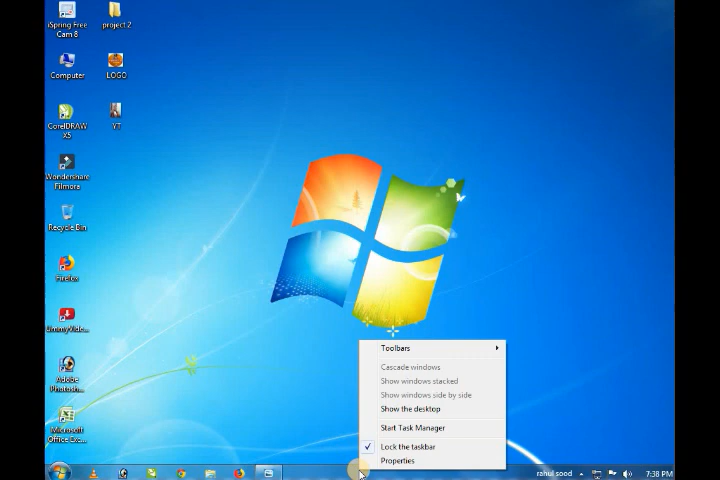 iSpring Free
Cam 8
project 2
Computer
LOGO
CorelDRAW
X5
YT
Wondershare
Filmora
Recycle Bin
Firefox
UmmyVide...
Adobe
Photosh...
Microsoft
Office Exc...
Toolbars
Cascade windows
Show windows stacked
Show windows side by side
Show the desktop
Start Task Manager
Lock the taskbar
Properties
rahul sood
7:38 PM